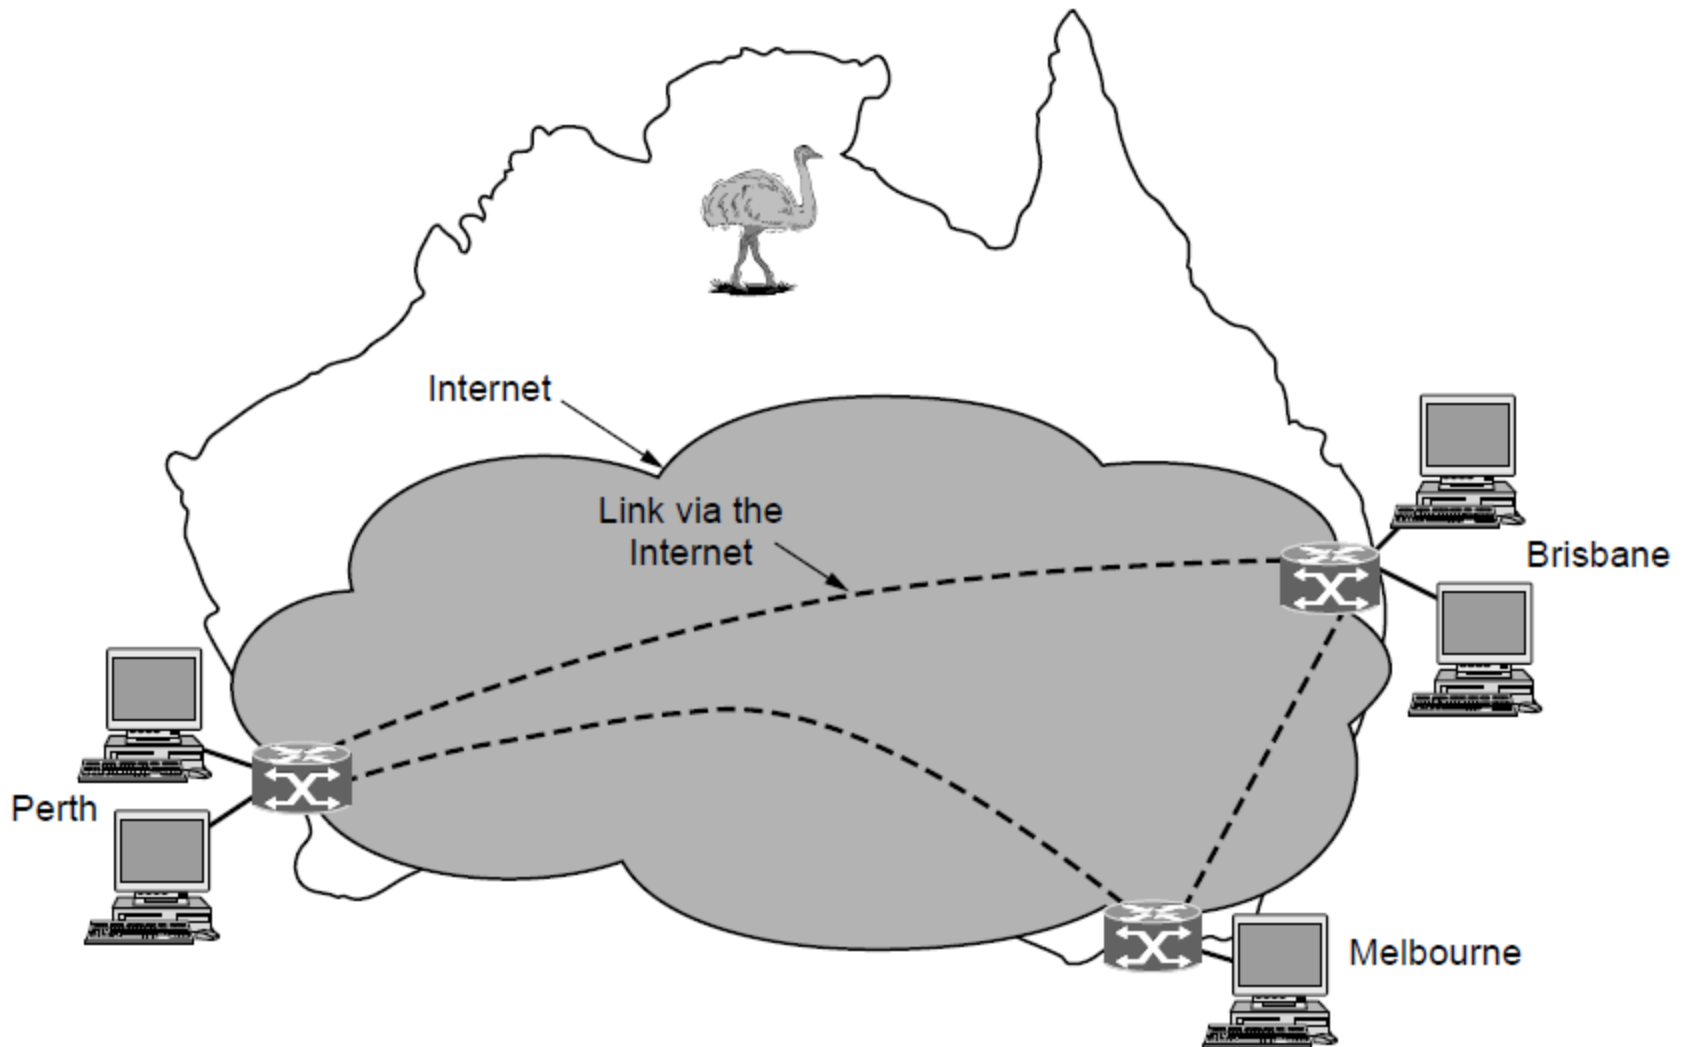 Internet
Link via the
Internet
Brisbane
Perth
Melbourne